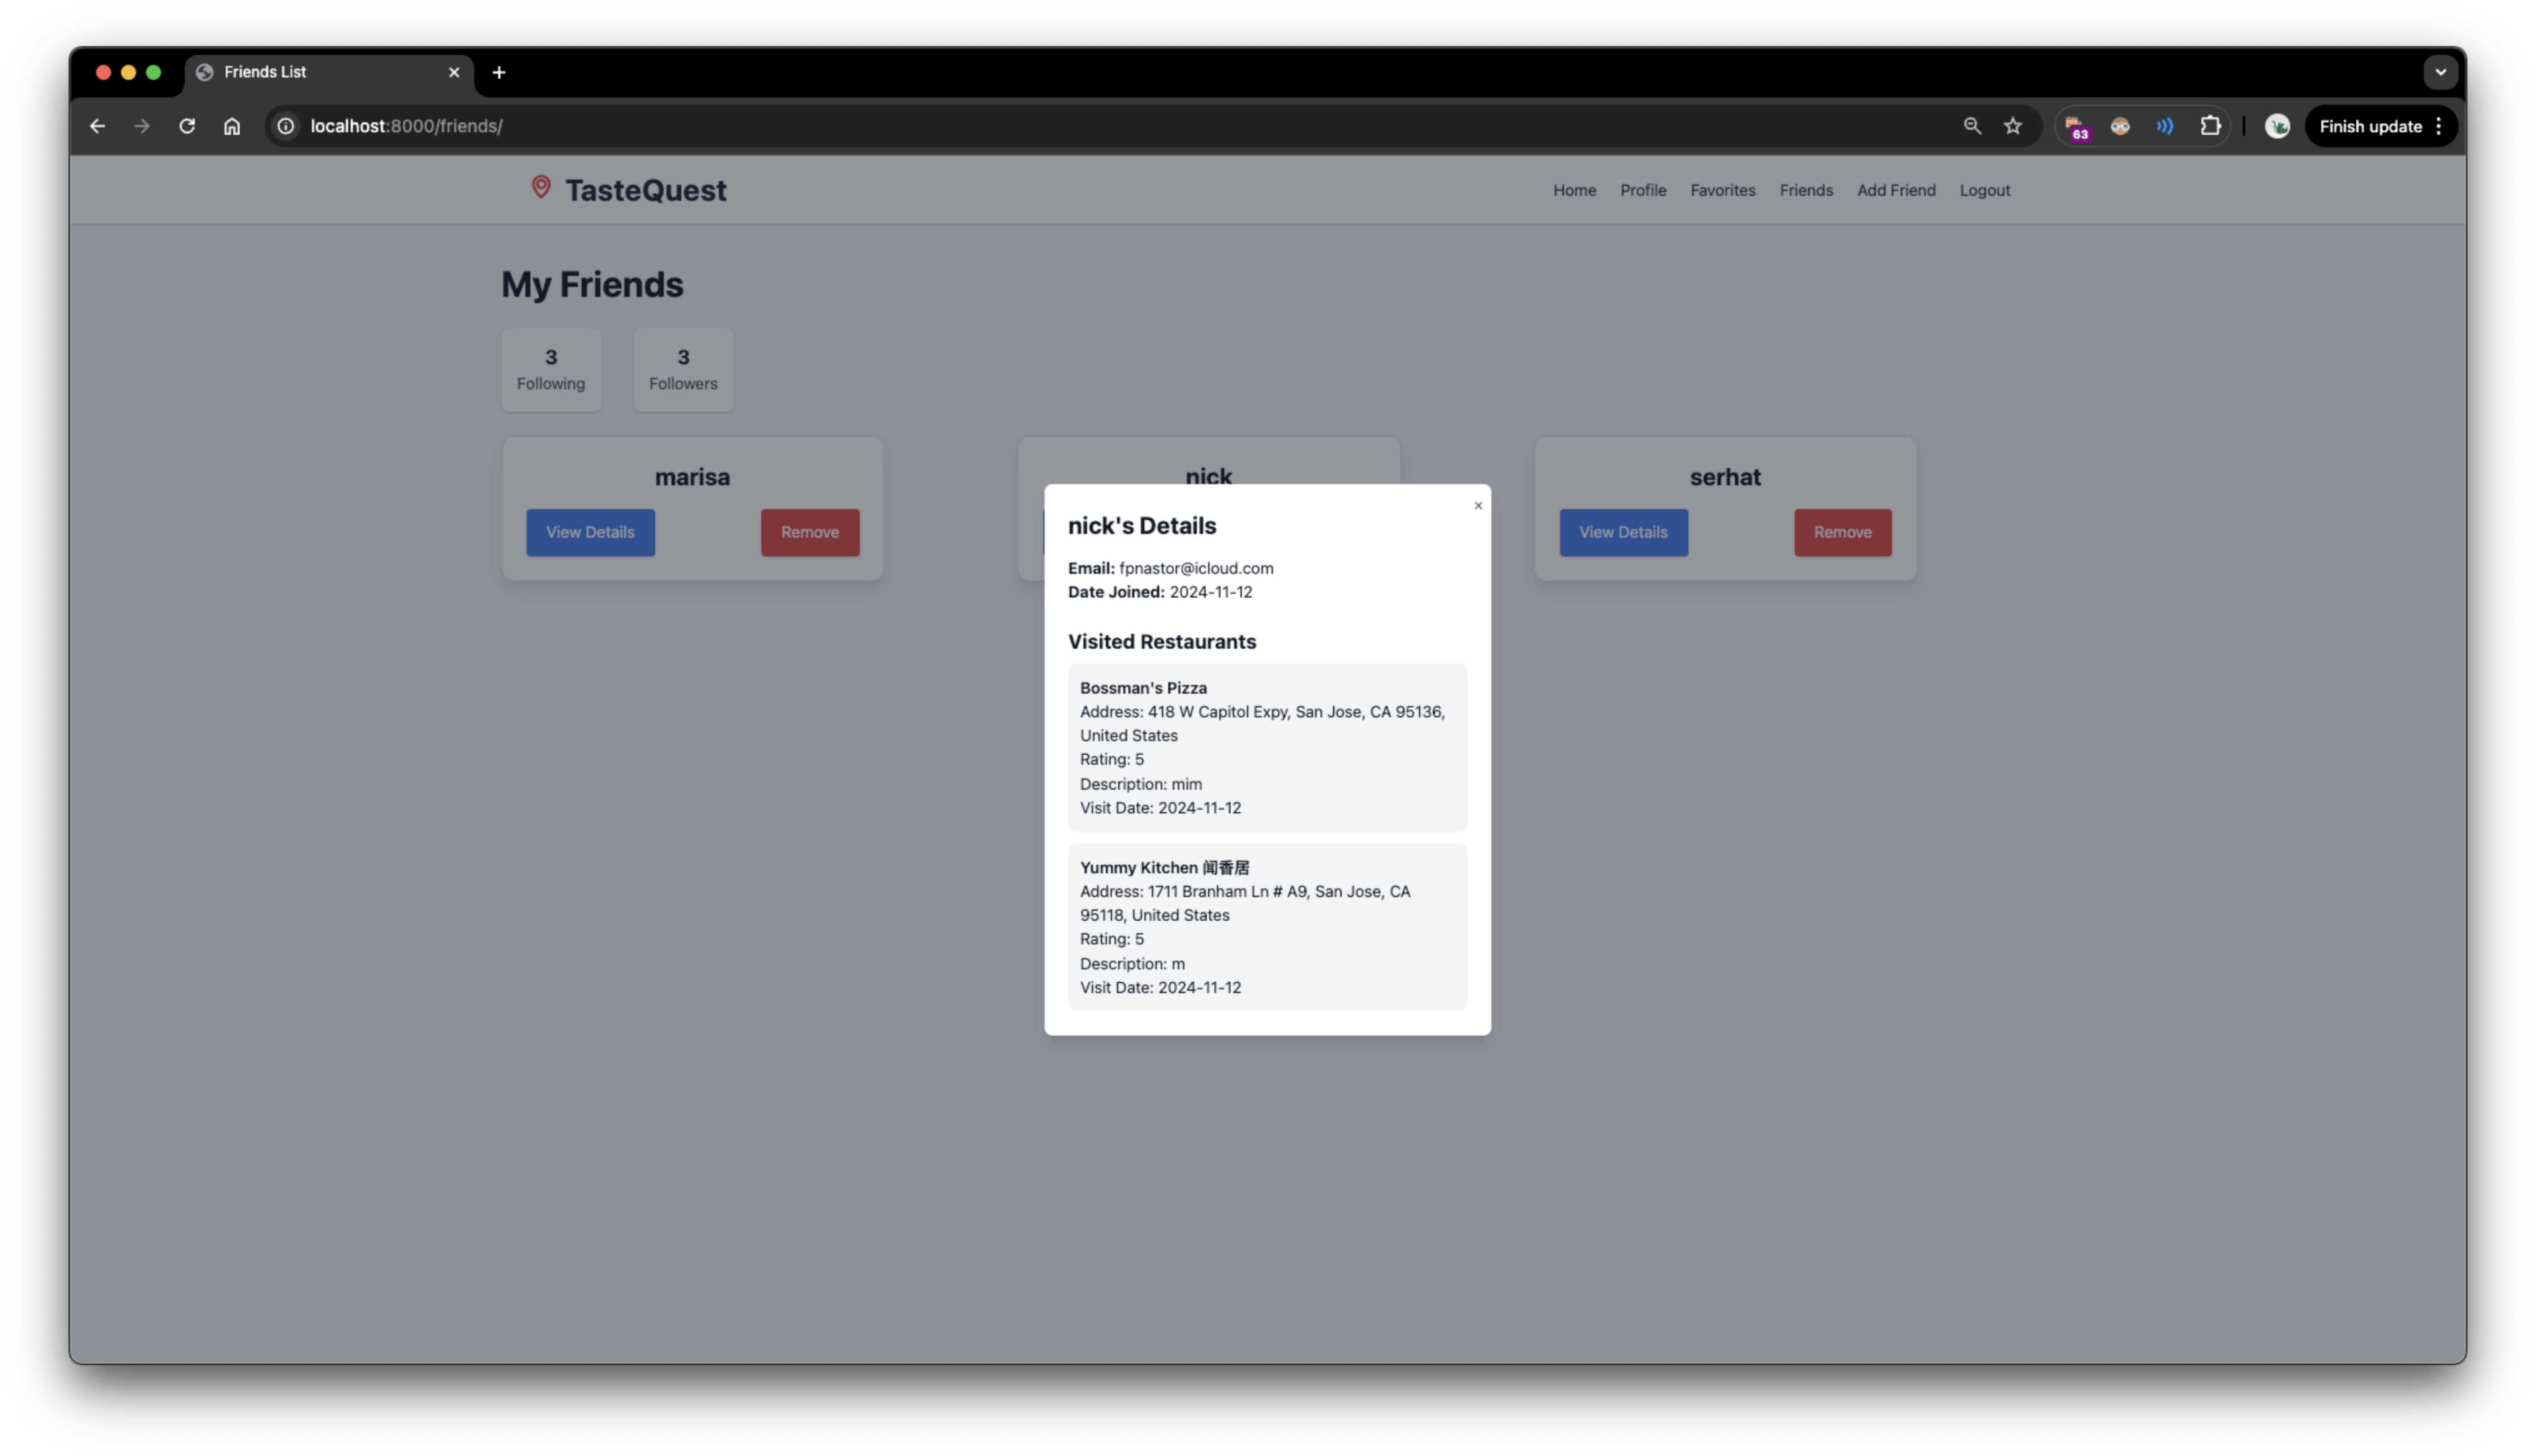 Friends List
localhost:8000/friends/
63
Finish update
TasteQuest
Home Profile Favorites Friends Add Friend Logout
My Friends
3
Following
3
Followers
marisa
View Details Remove
nick
serhat
View Details Remove
nick's Details
Email: fpnastor@icloud.com
Date Joined: 2024-11-12
Visited Restaurants
Bossman's Pizza
Address: 418 W Capitol Expy, San Jose, CA 95136,
United States
Rating: 5
Description: mim
Visit Date: 2024-11-12
Yummy Kitchen 闻香居
Address: 1711 Branham Ln # A9, San Jose, CA
95118, United States
Rating: 5
Description: m
Visit Date: 2024-11-12